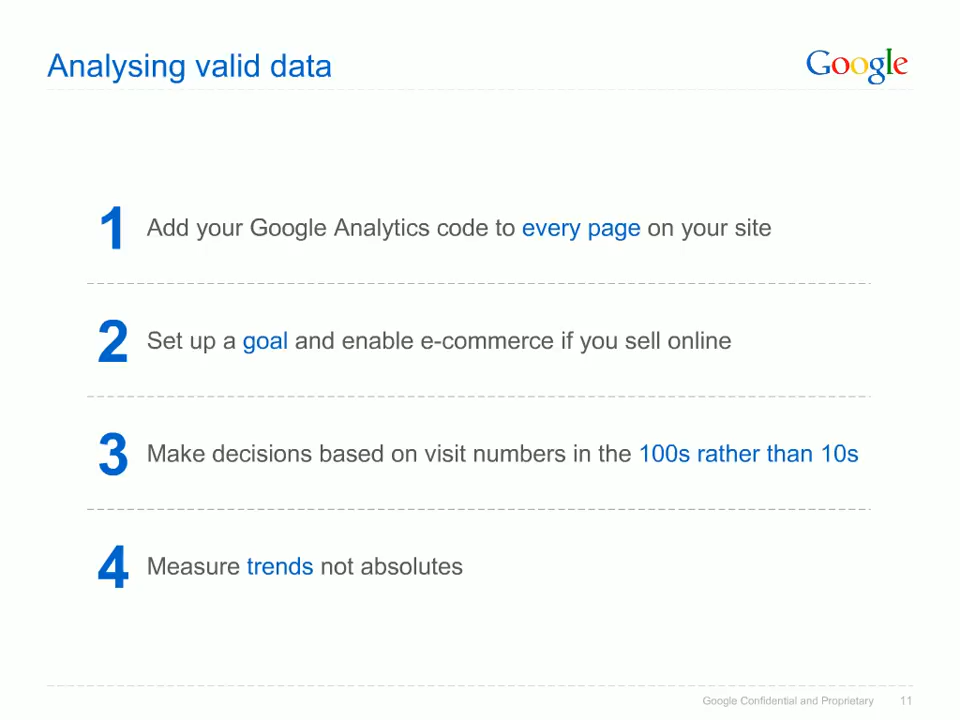 Analysing valid data
Google
1 Add your Google Analytics code to every page on your site
2 Set up a goal and enable e-commerce if you sell online
3 Make decisions based on visit numbers in the 100s rather than 10s
4 Measure trends not absolutes
Google Confidential and Proprietary 11